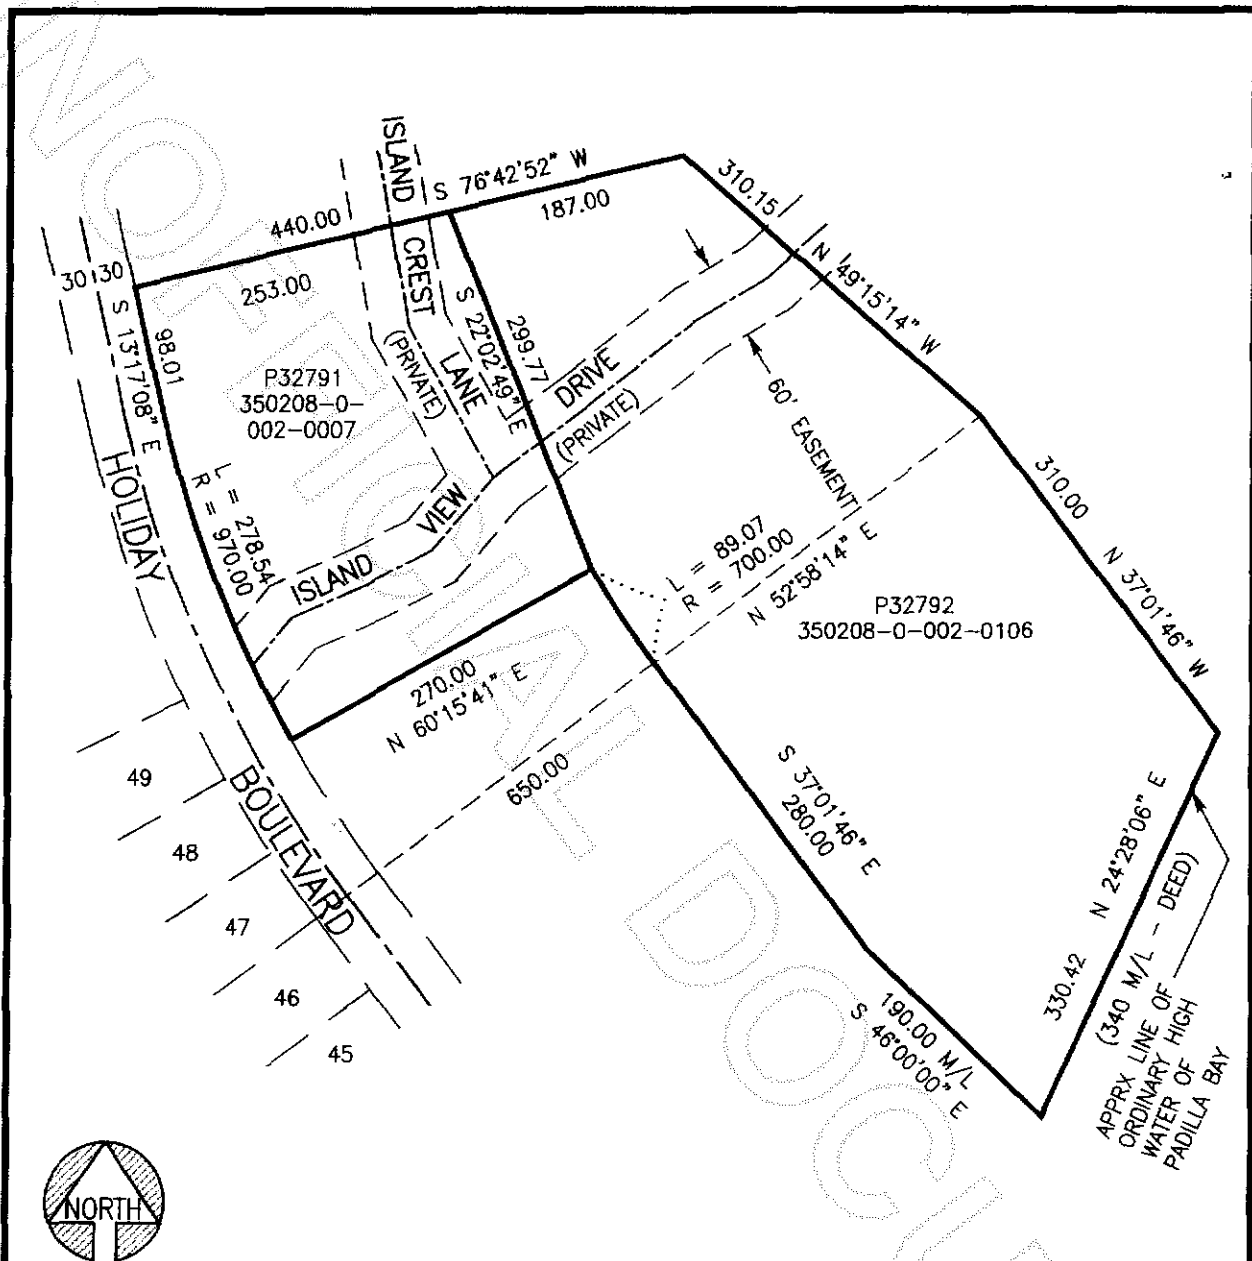 ISLAND
CREST
LANE
(PRIVATE)
S 76°42'52" W
440.00
187.00
253.00
30
30
98.01
S 13°17'08" E
P32791
350208-0-
002-0007
L = 278.54
R = 970.00
S 22°02'49" E
299.77
310.15
N 49°15'14" W
ISLAND
VIEW
DRIVE
(PRIVATE)
60' EASEMENT
310.00
N 37°01'46" W
L = 89.07
R = 700.00
N 52°58'14" E
P32792
350208-0-002-0106
HOLIDAY
BOULEVARD
270.00
N 60°15'41" E
650.00
S 37°01'46" E
280.00
49
48
47
46
45
190.00 M/L
S 46°00'00" E
330.42
N 24°28'06" E
(340 M/L - DEED)
APPRX LINE OF
ORDINARY HIGH
WATER OF
PADILLA BAY
NORTH
UNOFFICIAL DOCU